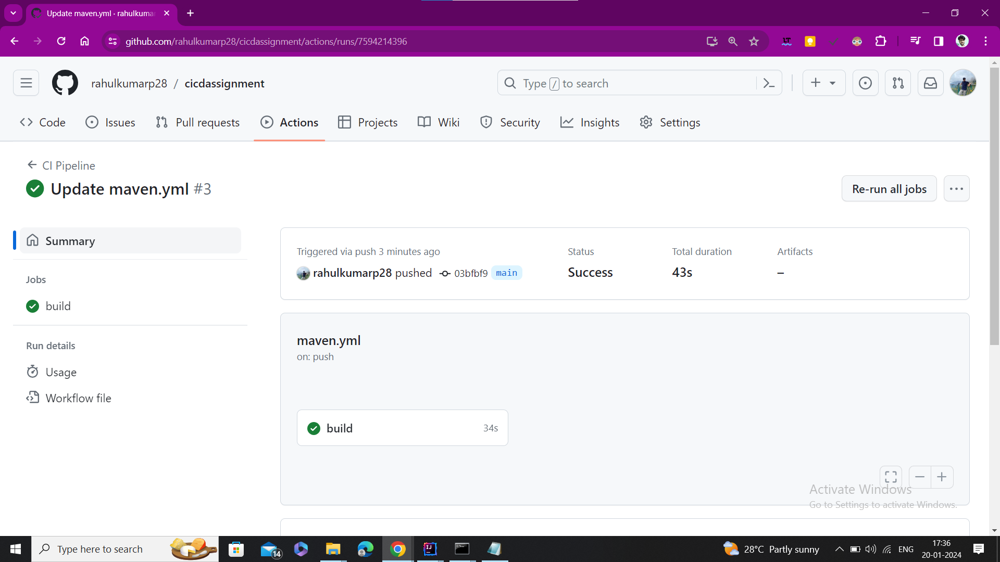 Update maven.yml · rahulkumar
github.com/rahulkumarp28/cicdassignment/actions/runs/7594214396
rahulkumarp28 / cicdassignment
Type / to search
Code Issues Pull requests Actions Projects Wiki Security Insights Settings
CI Pipeline
Update maven.yml #3
Re-run all jobs
Summary
Jobs
build
Run details
Usage
Workflow file
Triggered via push 3 minutes ago
rahulkumarp28 pushed 03bfbf9 main
Status
Success
Total duration
43s
Artifacts
–
maven.yml
on: push
build 34s
Activate Windows
Go to Settings to activate Windows.
Type here to search
14
IJ
28°C Partly sunny
ENG
17:36
20-01-2024